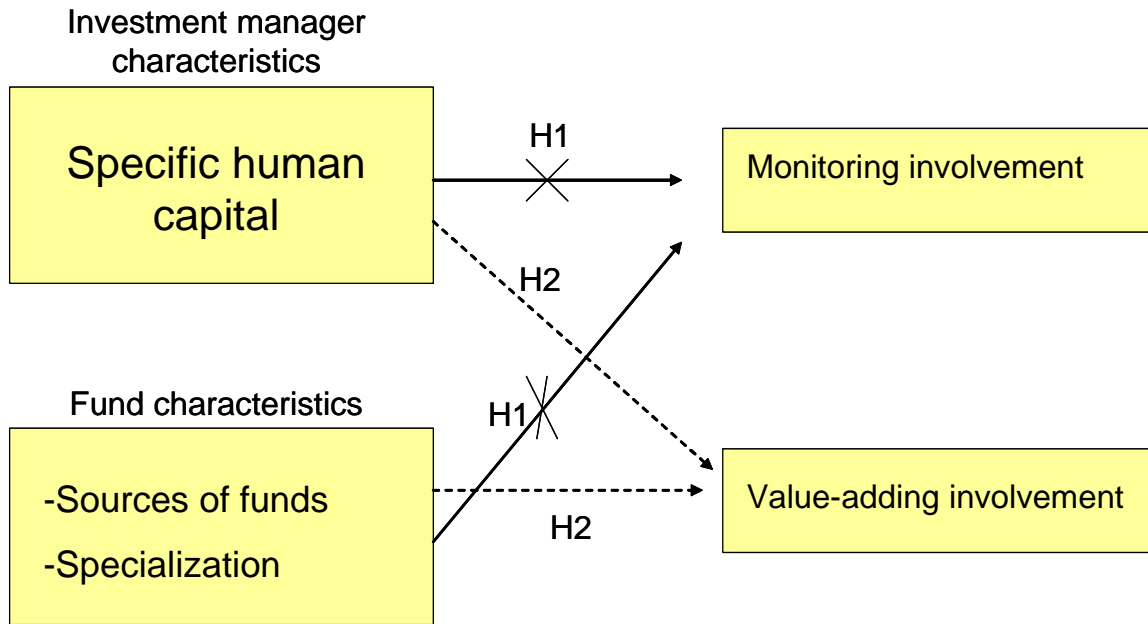 Investment manager
characteristics
Specific human
capital
H1
Monitoring involvement
H2
Fund characteristics
H1
-Sources of funds
-Specialization
Value-adding involvement
H2